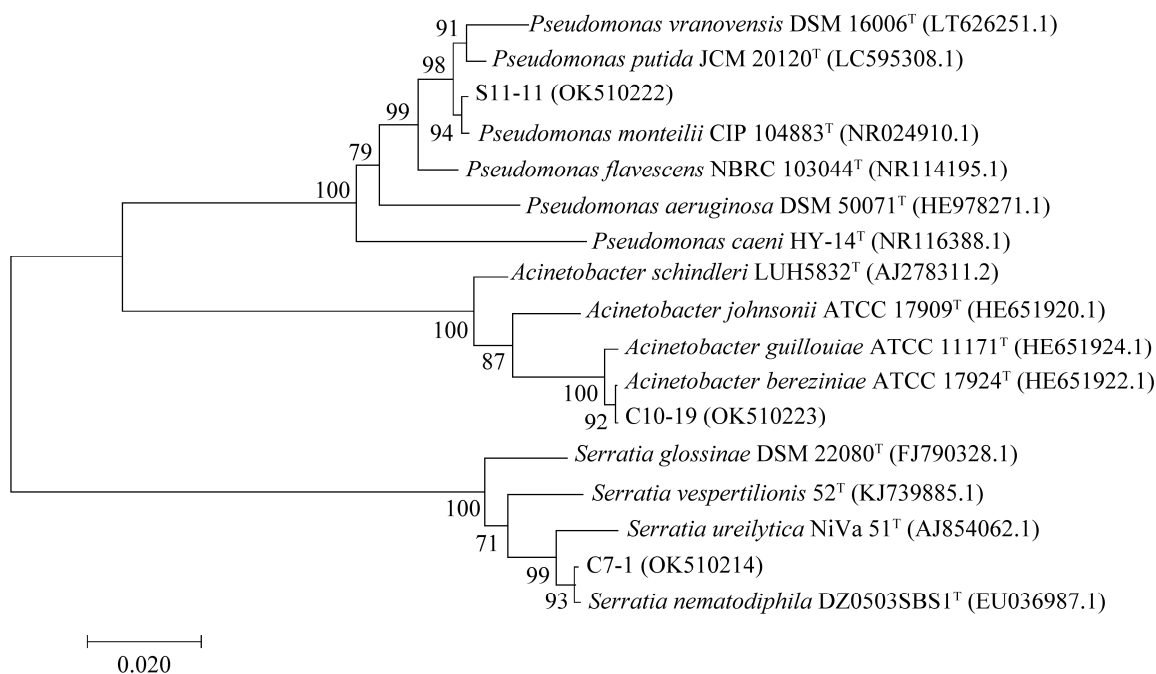 91 Pseudomonas vranovensis DSM 16006ᵀ (LT626251.1)
98 Pseudomonas putida JCM 20120ᵀ (LC595308.1)
S11-11 (OK510222)
99
94 Pseudomonas monteilii CIP 104883ᵀ (NR024910.1)
79
Pseudomonas flavescens NBRC 103044ᵀ (NR114195.1)
100
Pseudomonas aeruginosa DSM 50071ᵀ (HE978271.1)
Pseudomonas caeni HY-14ᵀ (NR116388.1)
Acinetobacter schindleri LUH5832ᵀ (AJ278311.2)
Acinetobacter johnsonii ATCC 17909ᵀ (HE651920.1)
100
Acinetobacter guillouiae ATCC 11171ᵀ (HE651924.1)
87
Acinetobacter bereziniae ATCC 17924ᵀ (HE651922.1)
100
92 C10-19 (OK510223)
Serratia glossinae DSM 22080ᵀ (FJ790328.1)
Serratia vespertilionis 52ᵀ (KJ739885.1)
100
Serratia ureilytica NiVa 51ᵀ (AJ854062.1)
71
C7-1 (OK510214)
99
93 Serratia nematodiphila DZ0503SBS1ᵀ (EU036987.1)
0.020